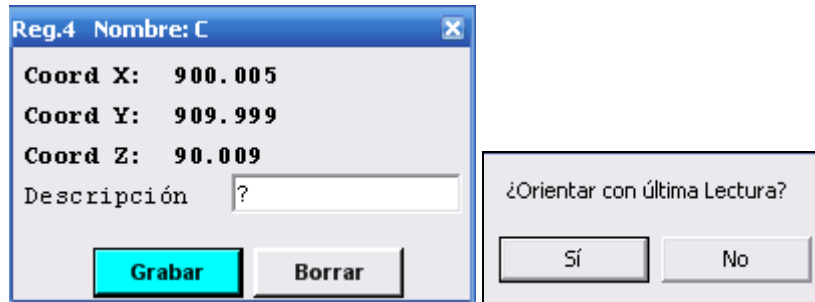 Reg.4 Nombre: C
Coord X: 900.005
Coord Y: 909.999
Coord Z: 90.009
Descripción ?
Grabar Borrar
¿Orientar con última Lectura?
Sí No